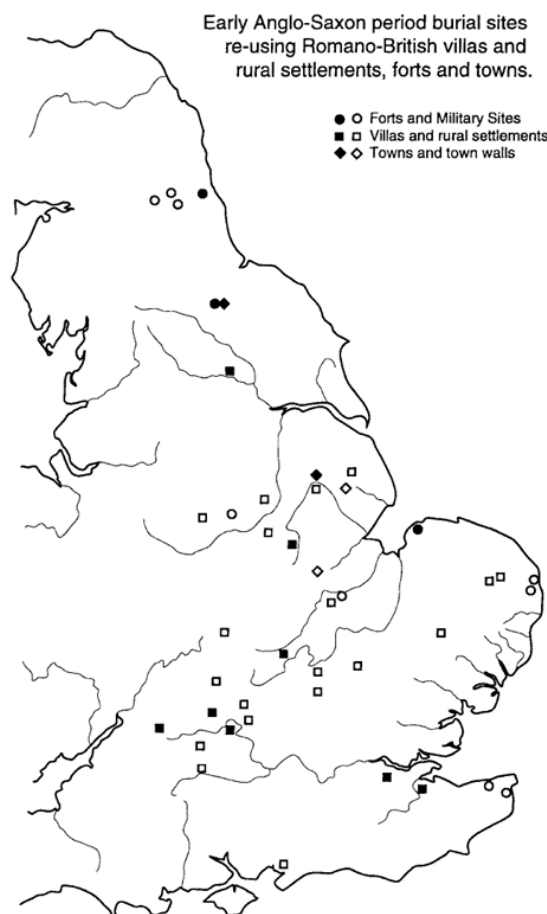 Early Anglo-Saxon period burial sites
re-using Romano-British villas and
rural settlements, forts and towns.
Forts and Military Sites
Villas and rural settlements
Towns and town walls